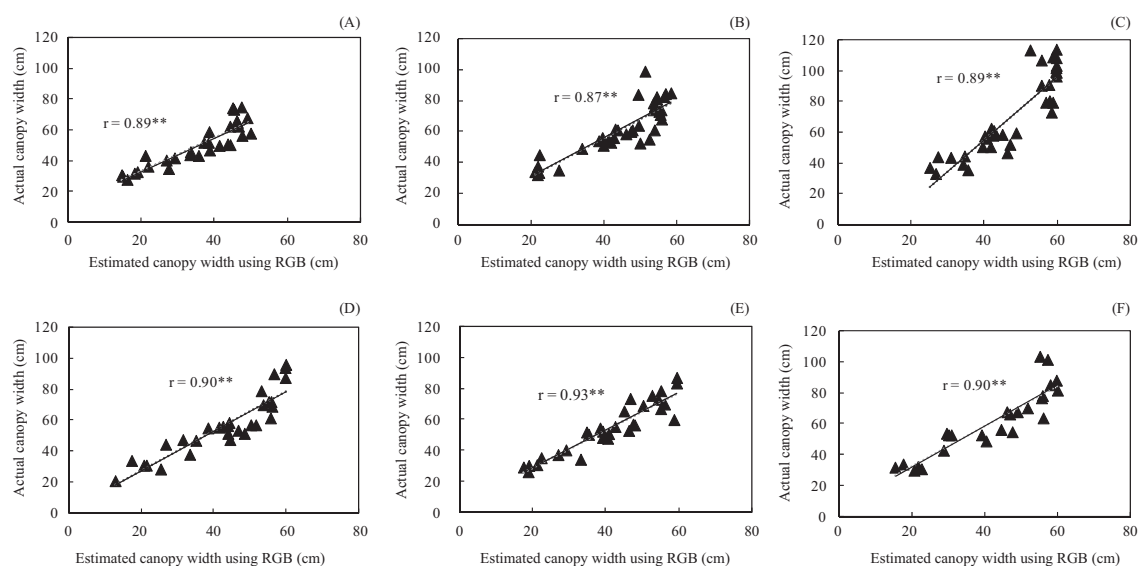 (A)
120
100
80
60
40
20
0
0 20 40 60 80
Actual canopy width (cm)
r = 0.89**
Estimated canopy width using RGB (cm)
(B)
120
100
80
60
40
20
0
0 20 40 60 80
Actual canopy width (cm)
r = 0.87**
Estimated canopy width using RGB (cm)
(C)
120
100
80
60
40
20
0
0 20 40 60 80
Actual canopy width (cm)
r = 0.89**
Estimated canopy width using RGB (cm)
(D)
120
100
80
60
40
20
0
0 20 40 60 80
Actual canopy width (cm)
r = 0.90**
Estimated canopy width using RGB (cm)
(E)
120
100
80
60
40
20
0
0 20 40 60 80
Actual canopy width (cm)
r = 0.93**
Estimated canopy width using RGB (cm)
(F)
120
100
80
60
40
20
0
0 20 40 60 80
Actual canopy width (cm)
r = 0.90**
Estimated canopy width using RGB (cm)